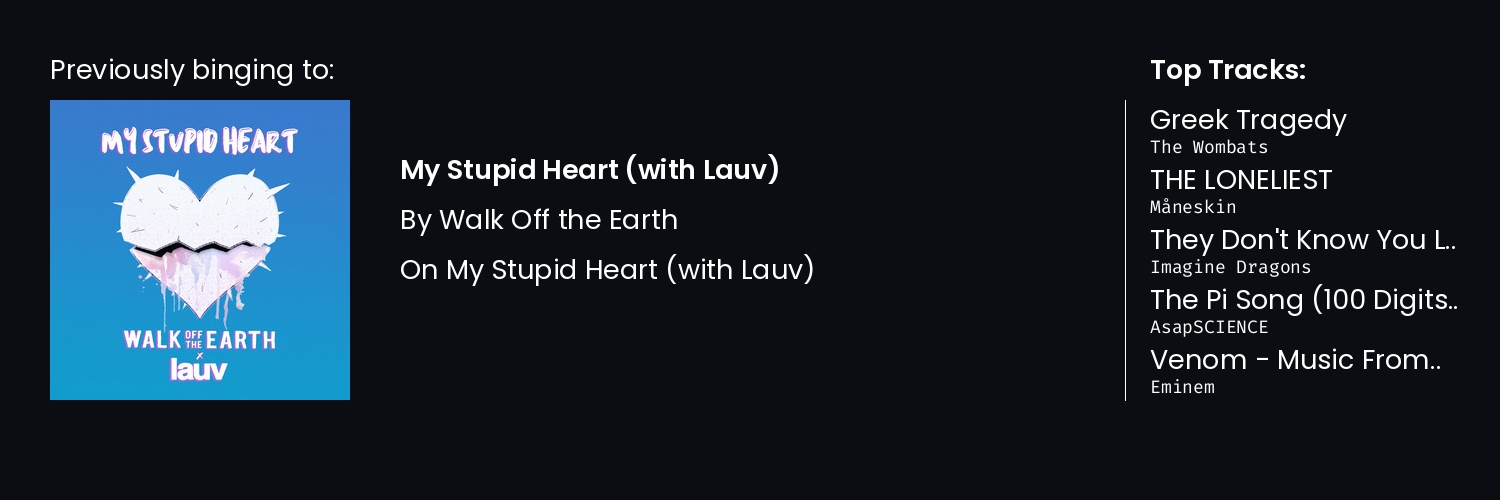 Previously binging to:
MY STUPID HEART
WALK OFF THE EARTH
x
lauv
My Stupid Heart (with Lauv)
By Walk Off the Earth
On My Stupid Heart (with Lauv)
Top Tracks:
Greek Tragedy
The Wombats
THE LONELIEST
Måneskin
They Don't Know You L..
Imagine Dragons
The Pi Song (100 Digits..
AsapSCIENCE
Venom - Music From..
Eminem